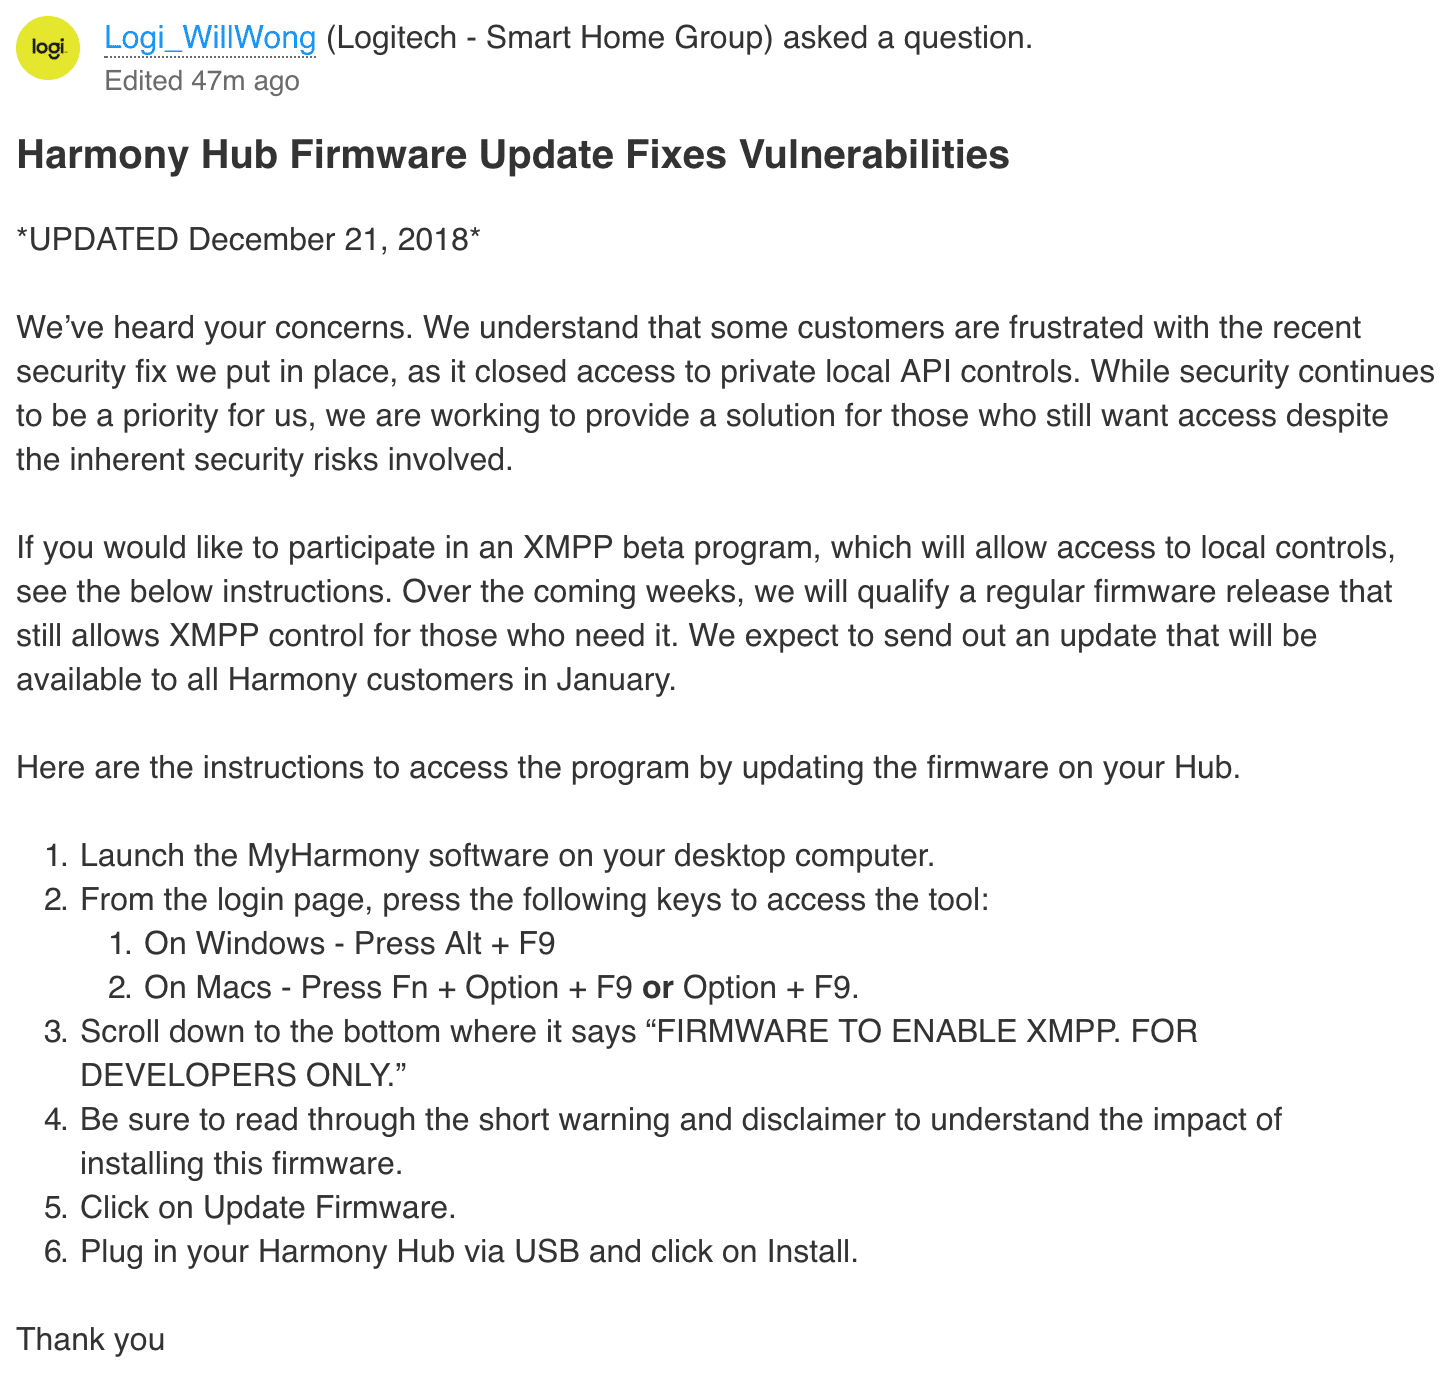 logi
Logi_WillWong (Logitech - Smart Home Group) asked a question.
Edited 47m ago
Harmony Hub Firmware Update Fixes Vulnerabilities
*UPDATED December 21, 2018*
We’ve heard your concerns. We understand that some customers are frustrated with the recent
security fix we put in place, as it closed access to private local API controls. While security continues
to be a priority for us, we are working to provide a solution for those who still want access despite
the inherent security risks involved.
If you would like to participate in an XMPP beta program, which will allow access to local controls,
see the below instructions. Over the coming weeks, we will qualify a regular firmware release that
still allows XMPP control for those who need it. We expect to send out an update that will be
available to all Harmony customers in January.
Here are the instructions to access the program by updating the firmware on your Hub.
1. Launch the MyHarmony software on your desktop computer.
2. From the login page, press the following keys to access the tool:
1. On Windows - Press Alt + F9
2. On Macs - Press Fn + Option + F9 or Option + F9.
3. Scroll down to the bottom where it says “FIRMWARE TO ENABLE XMPP. FOR
DEVELOPERS ONLY.”
4. Be sure to read through the short warning and disclaimer to understand the impact of
installing this firmware.
5. Click on Update Firmware.
6. Plug in your Harmony Hub via USB and click on Install.
Thank you